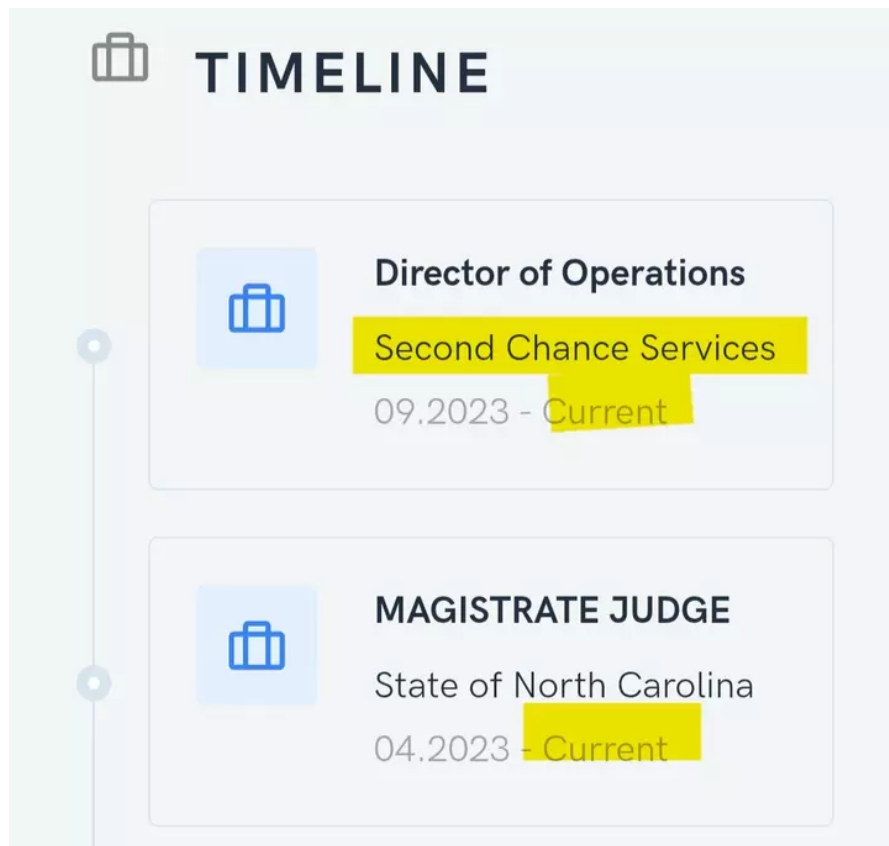 TIMELINE
Director of Operations
Second Chance Services
09.2023 - Current
MAGISTRATE JUDGE
State of North Carolina
04.2023 - Current